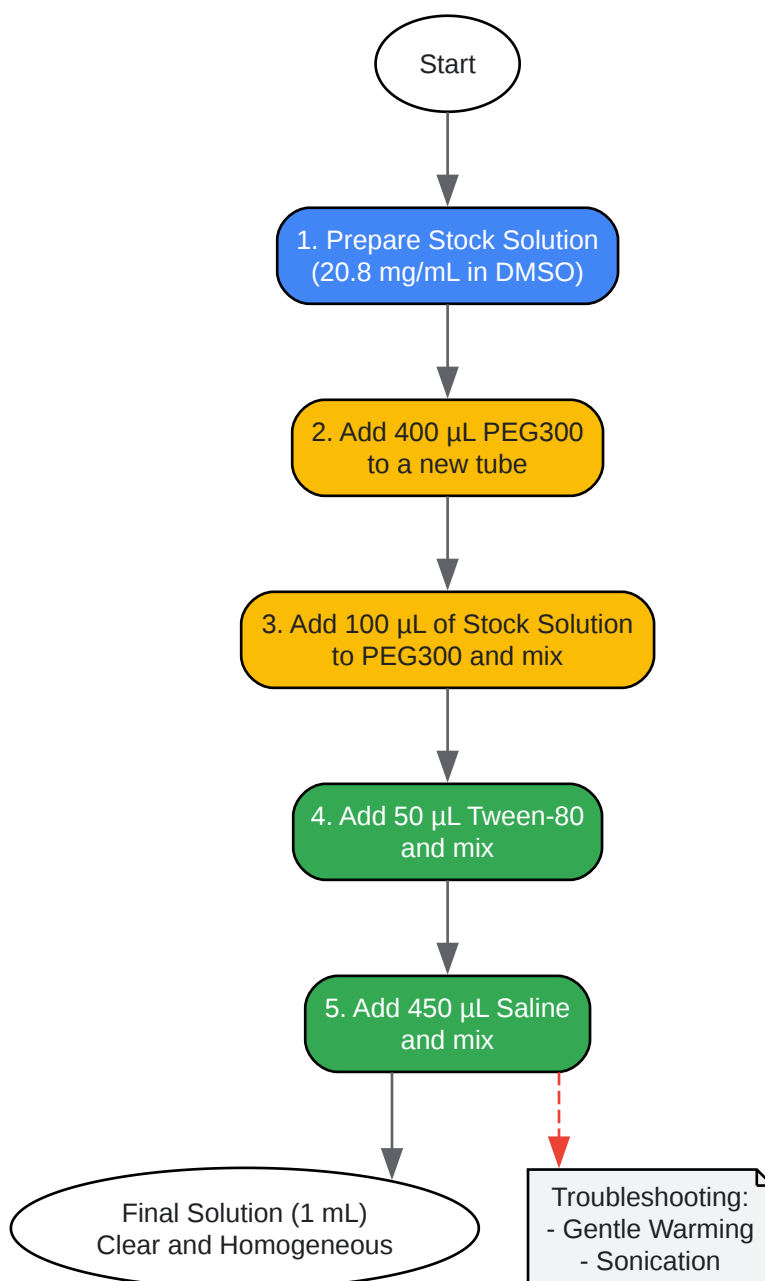 Start
1. Prepare Stock Solution
(20.8 mg/mL in DMSO)
2. Add 400 µL PEG300
to a new tube
3. Add 100 µL of Stock Solution
to PEG300 and mix
4. Add 50 µL Tween-80
and mix
5. Add 450 µL Saline
and mix
Final Solution (1 mL)
Clear and Homogeneous
Troubleshooting:
- Gentle Warming
- Sonication